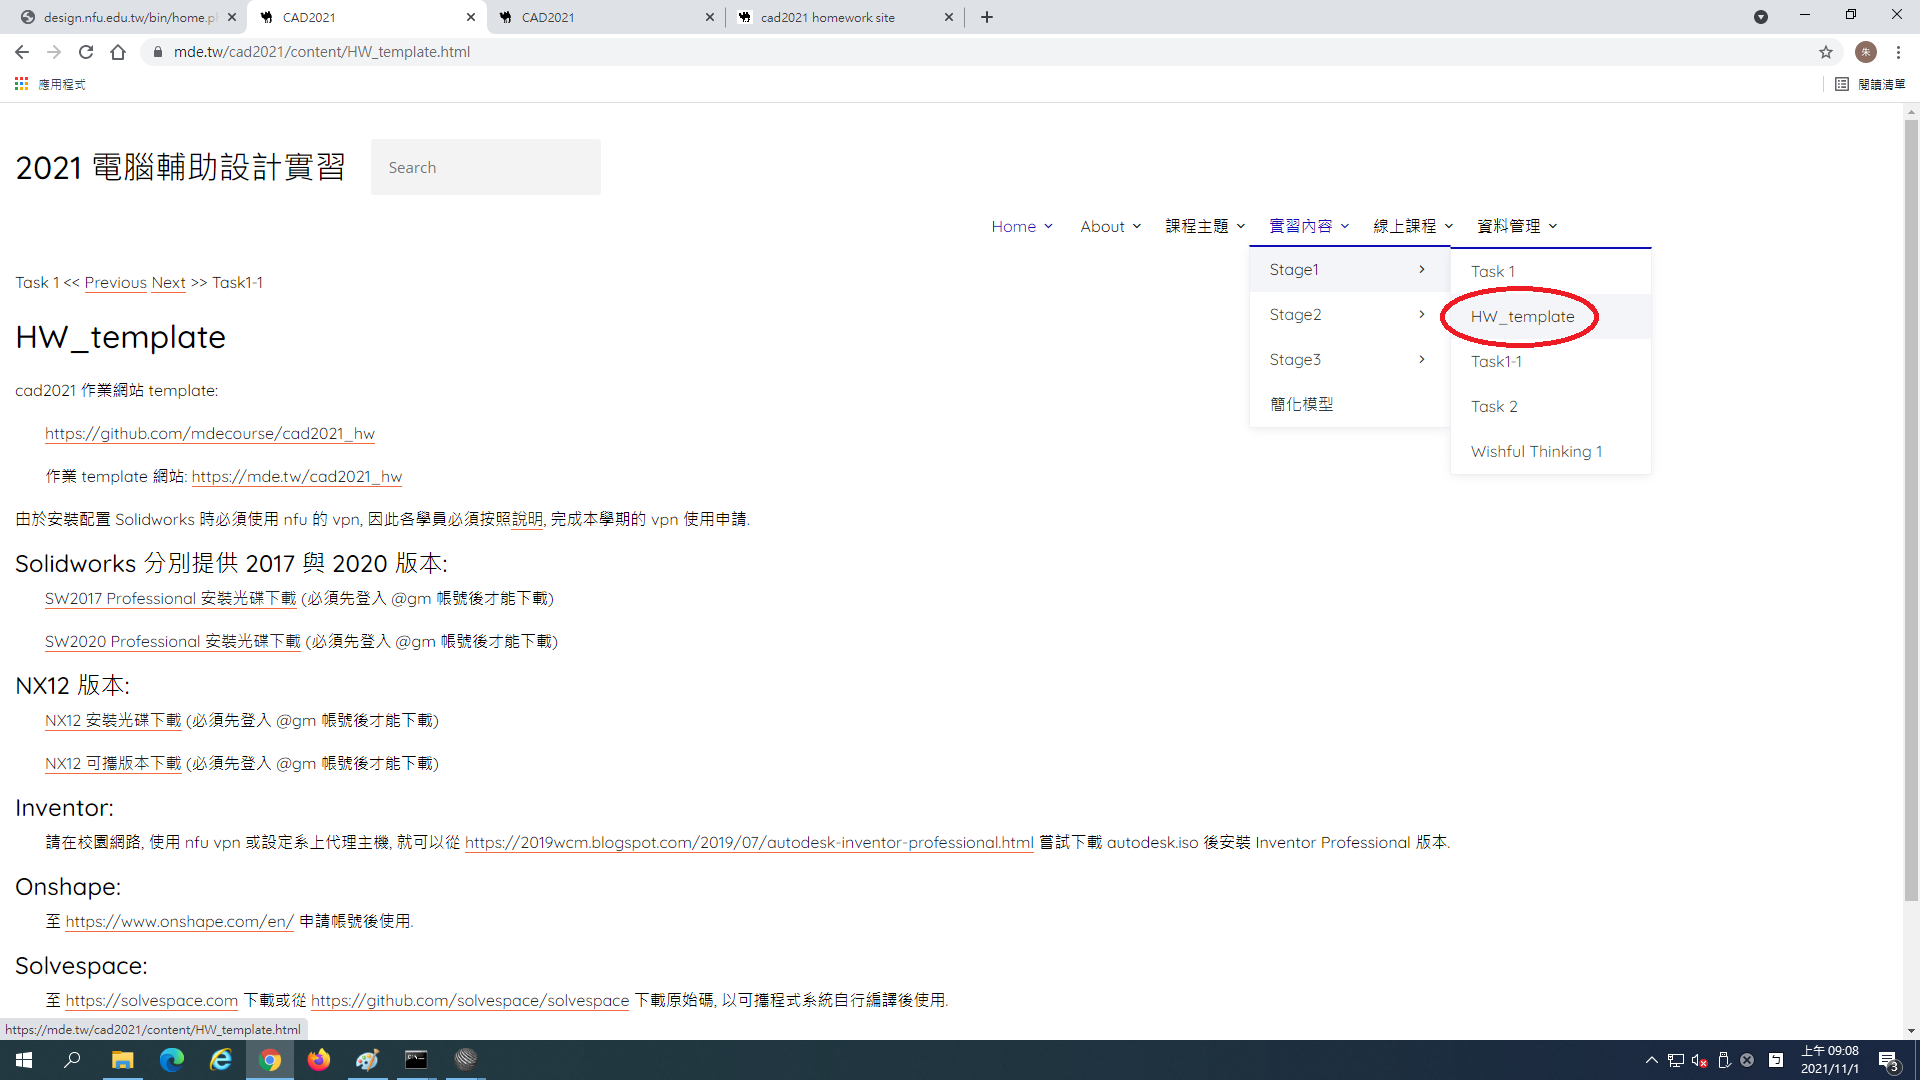 design.nfu.edu.tw/bin/home.p
CAD2021
CAD2021
cad2021 homework site
mde.tw/cad2021/content/HW_template.html
朱
應用程式
閱讀清單
2021 電腦輔助設計實習
Search
Home
About
課程主題
實習內容
線上課程
資料管理
Stage1
Stage2
Stage3
簡化模型
Task 1
HW_template
Task1-1
Task 2
Wishful Thinking 1
Task 1 << Previous Next >> Task1-1
HW_template
cad2021 作業網站 template:
https://github.com/mdecourse/cad2021_hw
作業 template 網站: https://mde.tw/cad2021_hw
由於安裝配置 Solidworks 時必須使用 nfu 的 vpn, 因此各學員必須按照說明, 完成本學期的 vpn 使用申請.
Solidworks 分別提供 2017 與 2020 版本:
SW2017 Professional 安裝光碟下載 (必須先登入 @gm 帳號後才能下載)
SW2020 Professional 安裝光碟下載 (必須先登入 @gm 帳號後才能下載)
NX12 版本:
NX12 安裝光碟下載 (必須先登入 @gm 帳號後才能下載)
NX12 可攜版本下載 (必須先登入 @gm 帳號後才能下載)
Inventor:
請在校園網路, 使用 nfu vpn 或設定系上代理主機, 就可以從 https://2019wcm.blogspot.com/2019/07/autodesk-inventor-professional.html 嘗試下載 autodesk.iso 後安裝 Inventor Professional 版本.
Onshape:
至 https://www.onshape.com/en/ 申請帳號後使用.
Solvespace:
至 https://solvespace.com 下載或從 https://github.com/solvespace/solvespace 下載原始碼, 以可攜程式系統自行編譯後使用.
https://mde.tw/cad2021/content/HW_template.html
上午 09:08
2021/11/1
3